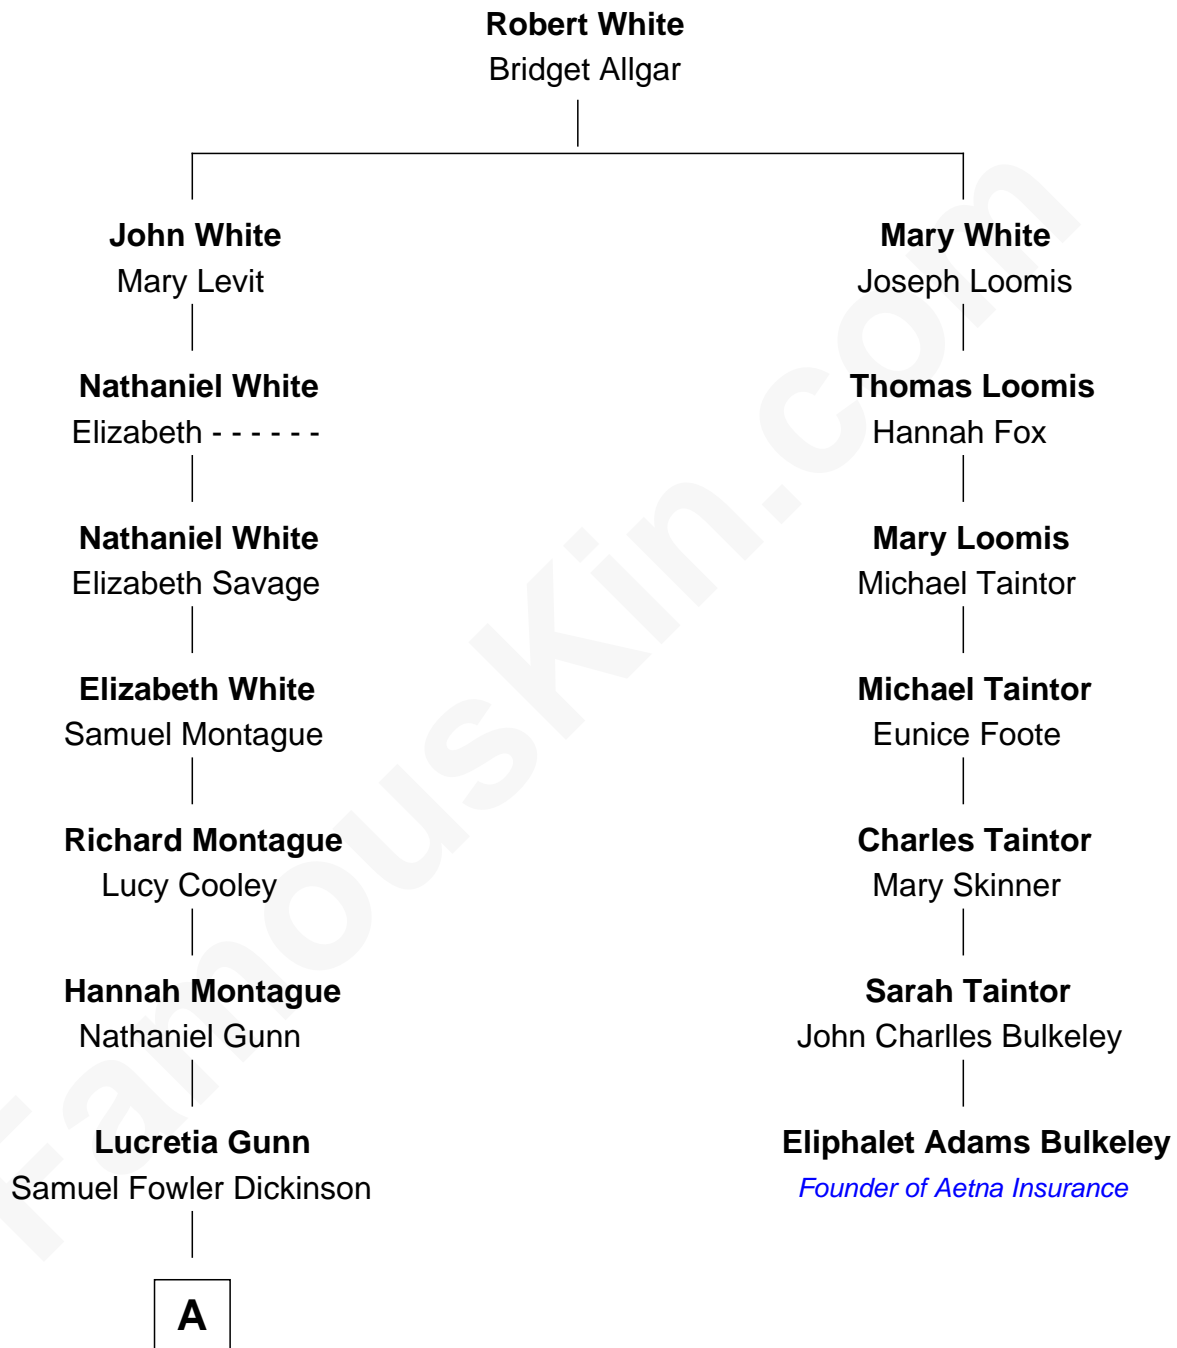 Robert White
Bridget Allgar
John White
Mary Levit
Nathaniel White
Elizabeth - - - - - -
Nathaniel White
Elizabeth Savage
Elizabeth White
Samuel Montague
Richard Montague
Lucy Cooley
Hannah Montague
Nathaniel Gunn
Lucretia Gunn
Samuel Fowler Dickinson
A
Mary White
Joseph Loomis
Thomas Loomis
Hannah Fox
Mary Loomis
Michael Taintor
Michael Taintor
Eunice Foote
Charles Taintor
Mary Skinner
Sarah Taintor
John Charlles Bulkeley
Eliphalet Adams Bulkeley
Founder of Aetna Insurance
FamousKin.com